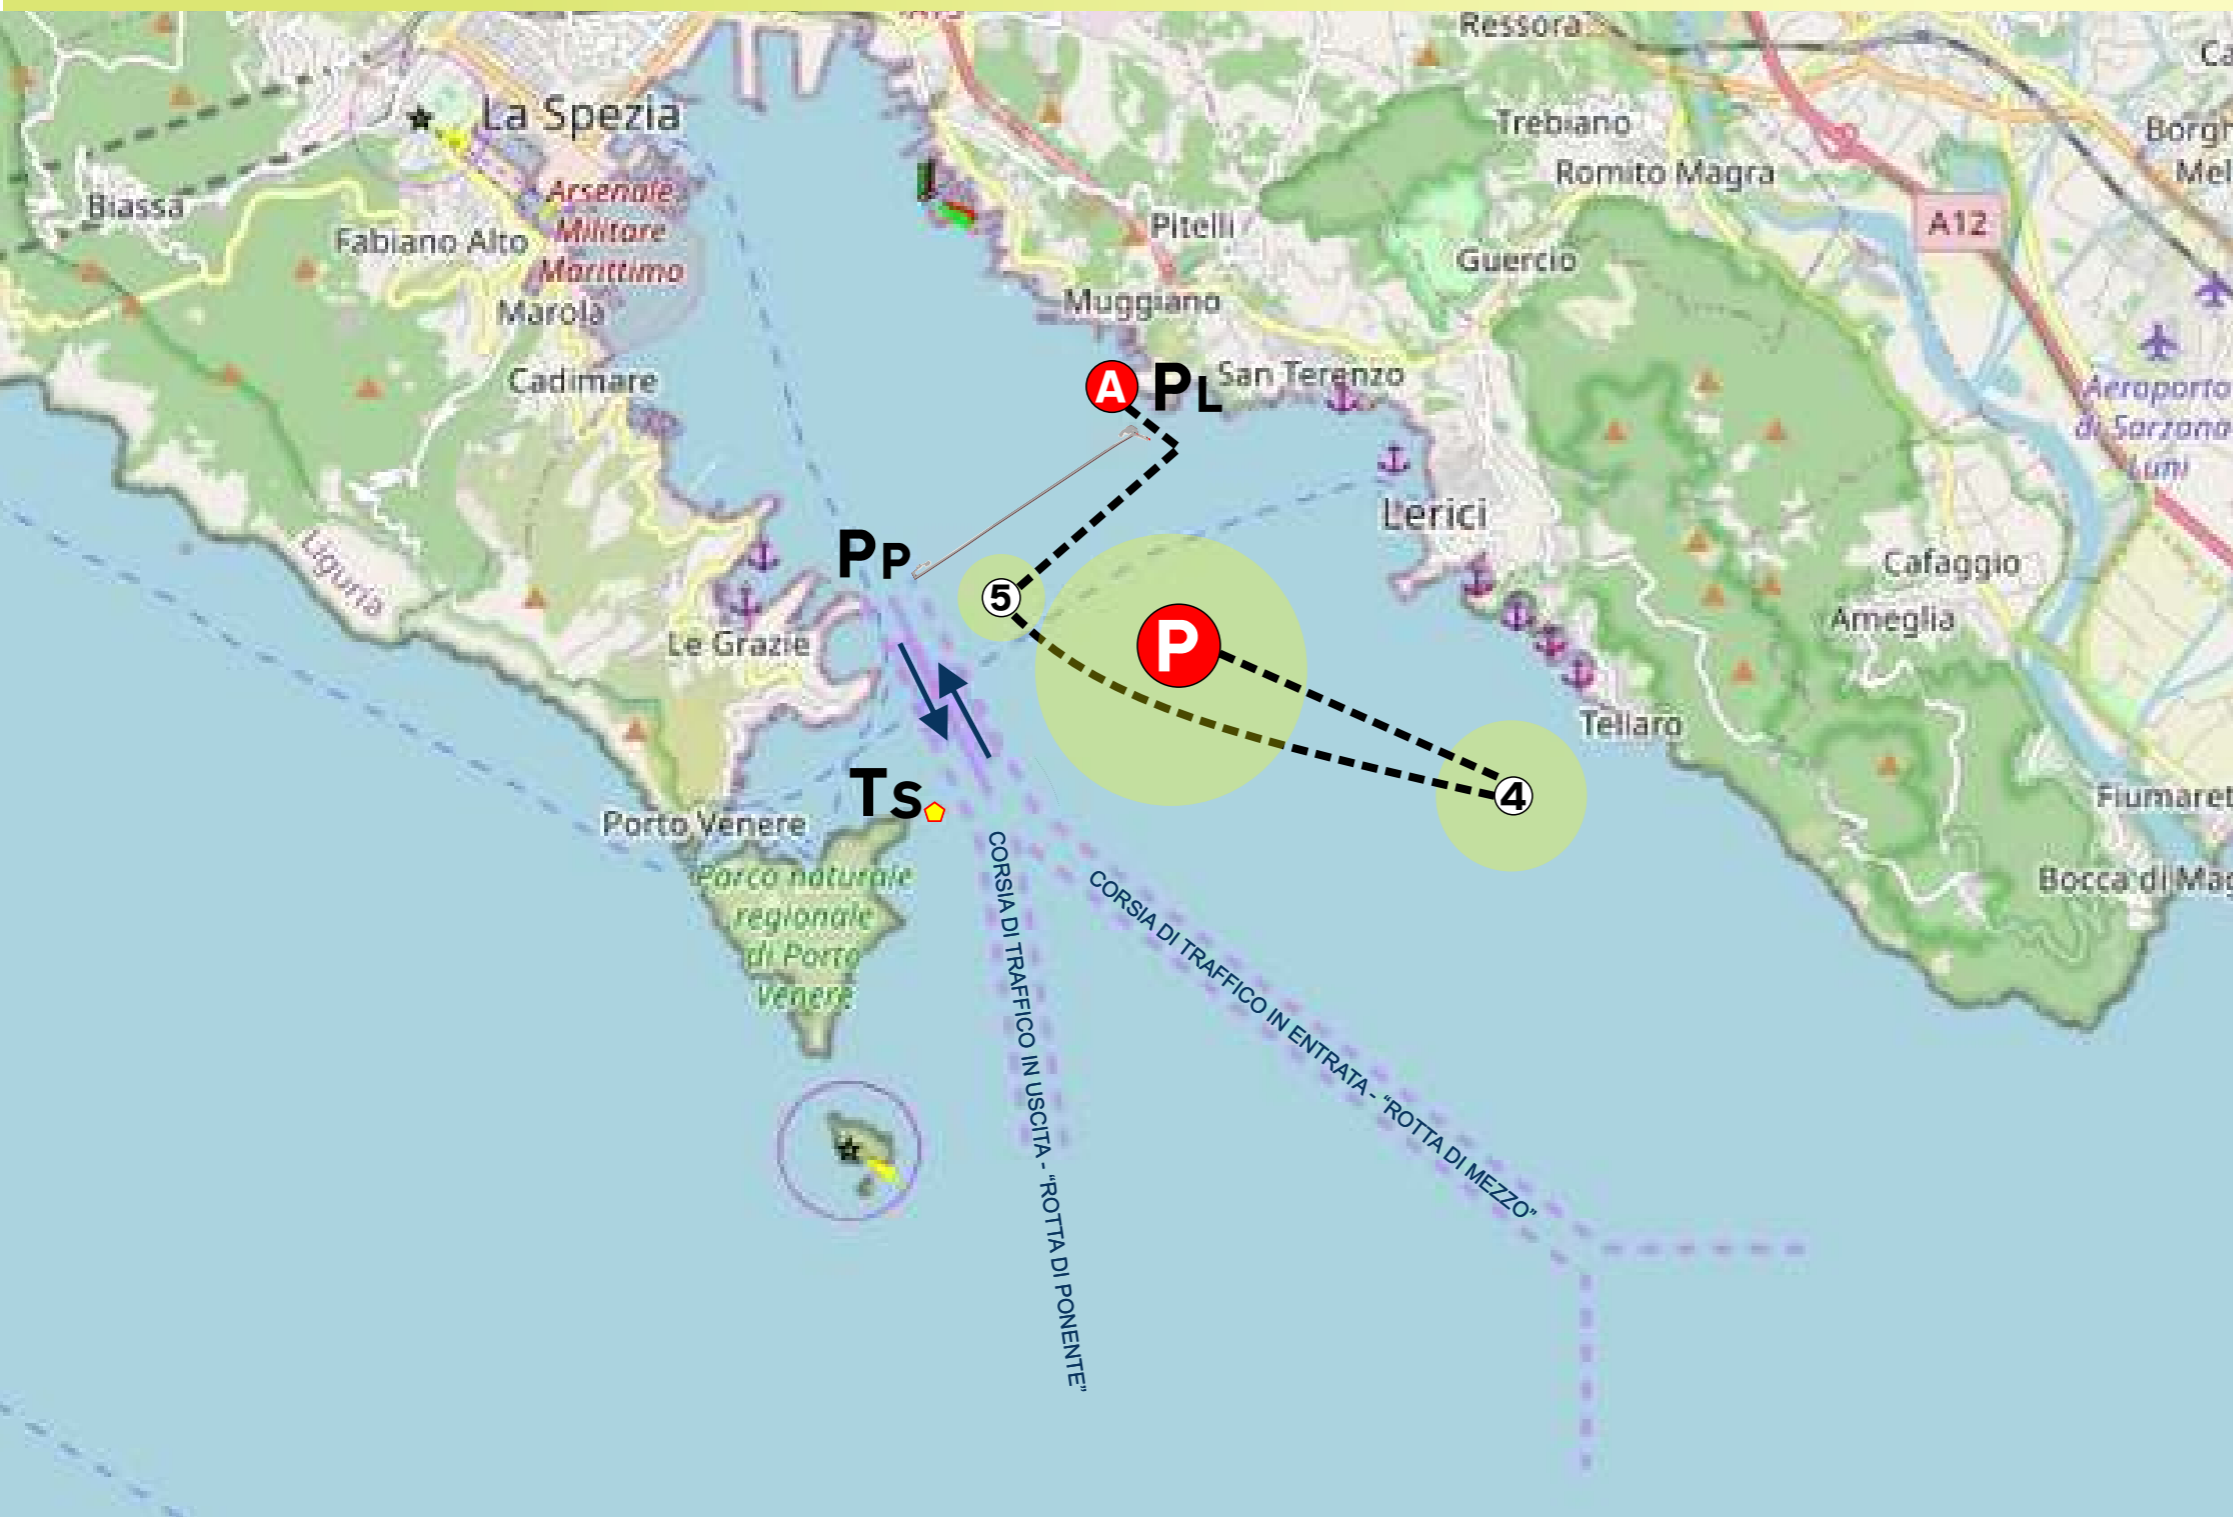 Ressora
La Spezia
Trebiano
Romito Magra
Biassa
Arsenale
Militare
Marittimo
Fabiano Alto
Pitelli
A12
Guercio
Marola
Muggiano
Cadimare
A
PL
San Terenzo
Aeroporto
di Sarzana
Luni
Lerici
PP
Liguria
5
Cafaggio
Ameglia
Le Grazie
P
Tellaro
Ts
4
Porto Venere
Fiumaret
Parco naturale
regionale
di Porto
Venere
Bocca di Mag
CORSIA DI TRAFFICO IN USCITA - "ROTTA DI PONENTE"
CORSIA DI TRAFFICO IN ENTRATA - "ROTTA DI MEZZO"
Borgh
Mel
Ca